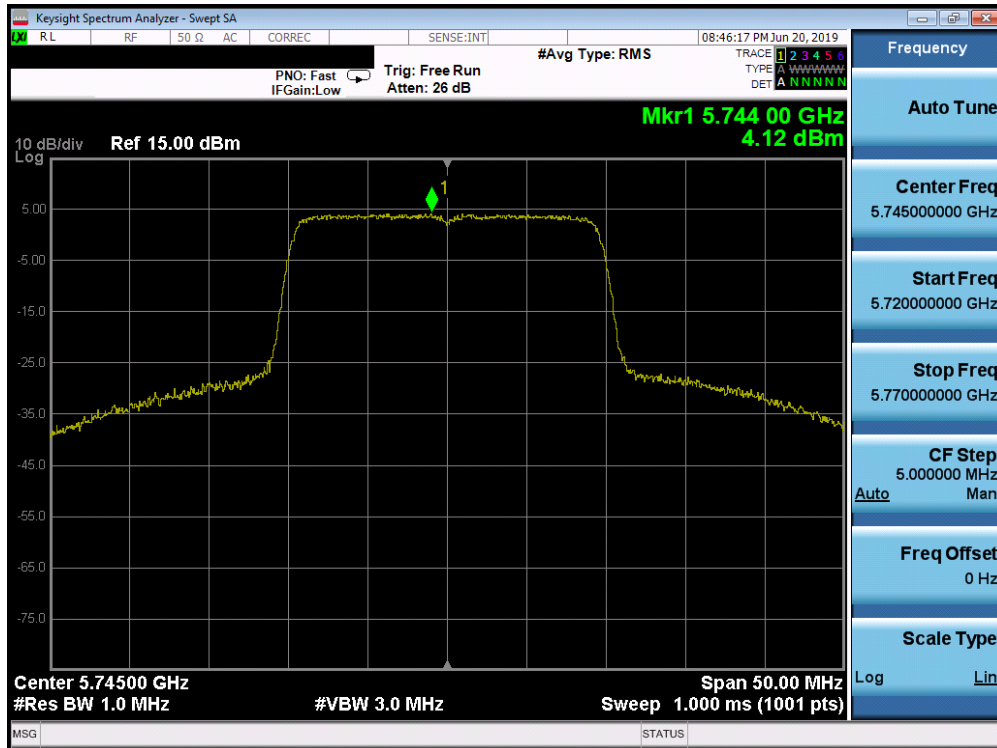 Keysight Spectrum Analyzer - Swept SA
LXI RL RF 50 Ω AC CORREC SENSE:INT 08:46:17 PM Jun 20, 2019
Frequency
#Avg Type: RMS
TRACE 1 2 3 4 5 6
TYPE A WWWWW
DET A N N N N N
PNO: Fast
IFGain:Low
Trig: Free Run
Atten: 26 dB
Auto Tune
Mkr1 5.744 00 GHz
4.12 dBm
10 dB/div
Log
Ref 15.00 dBm
1
5.00
-5.00
-15.0
-25.0
-35.0
-45.0
-55.0
-65.0
-75.0
Center Freq
5.745000000 GHz
Start Freq
5.720000000 GHz
Stop Freq
5.770000000 GHz
CF Step
5.000000 MHz
Auto Man
Freq Offset
0 Hz
Scale Type
Log Lin
Center 5.74500 GHz
Span 50.00 MHz
#Res BW 1.0 MHz
#VBW 3.0 MHz
Sweep 1.000 ms (1001 pts)
MSG
STATUS